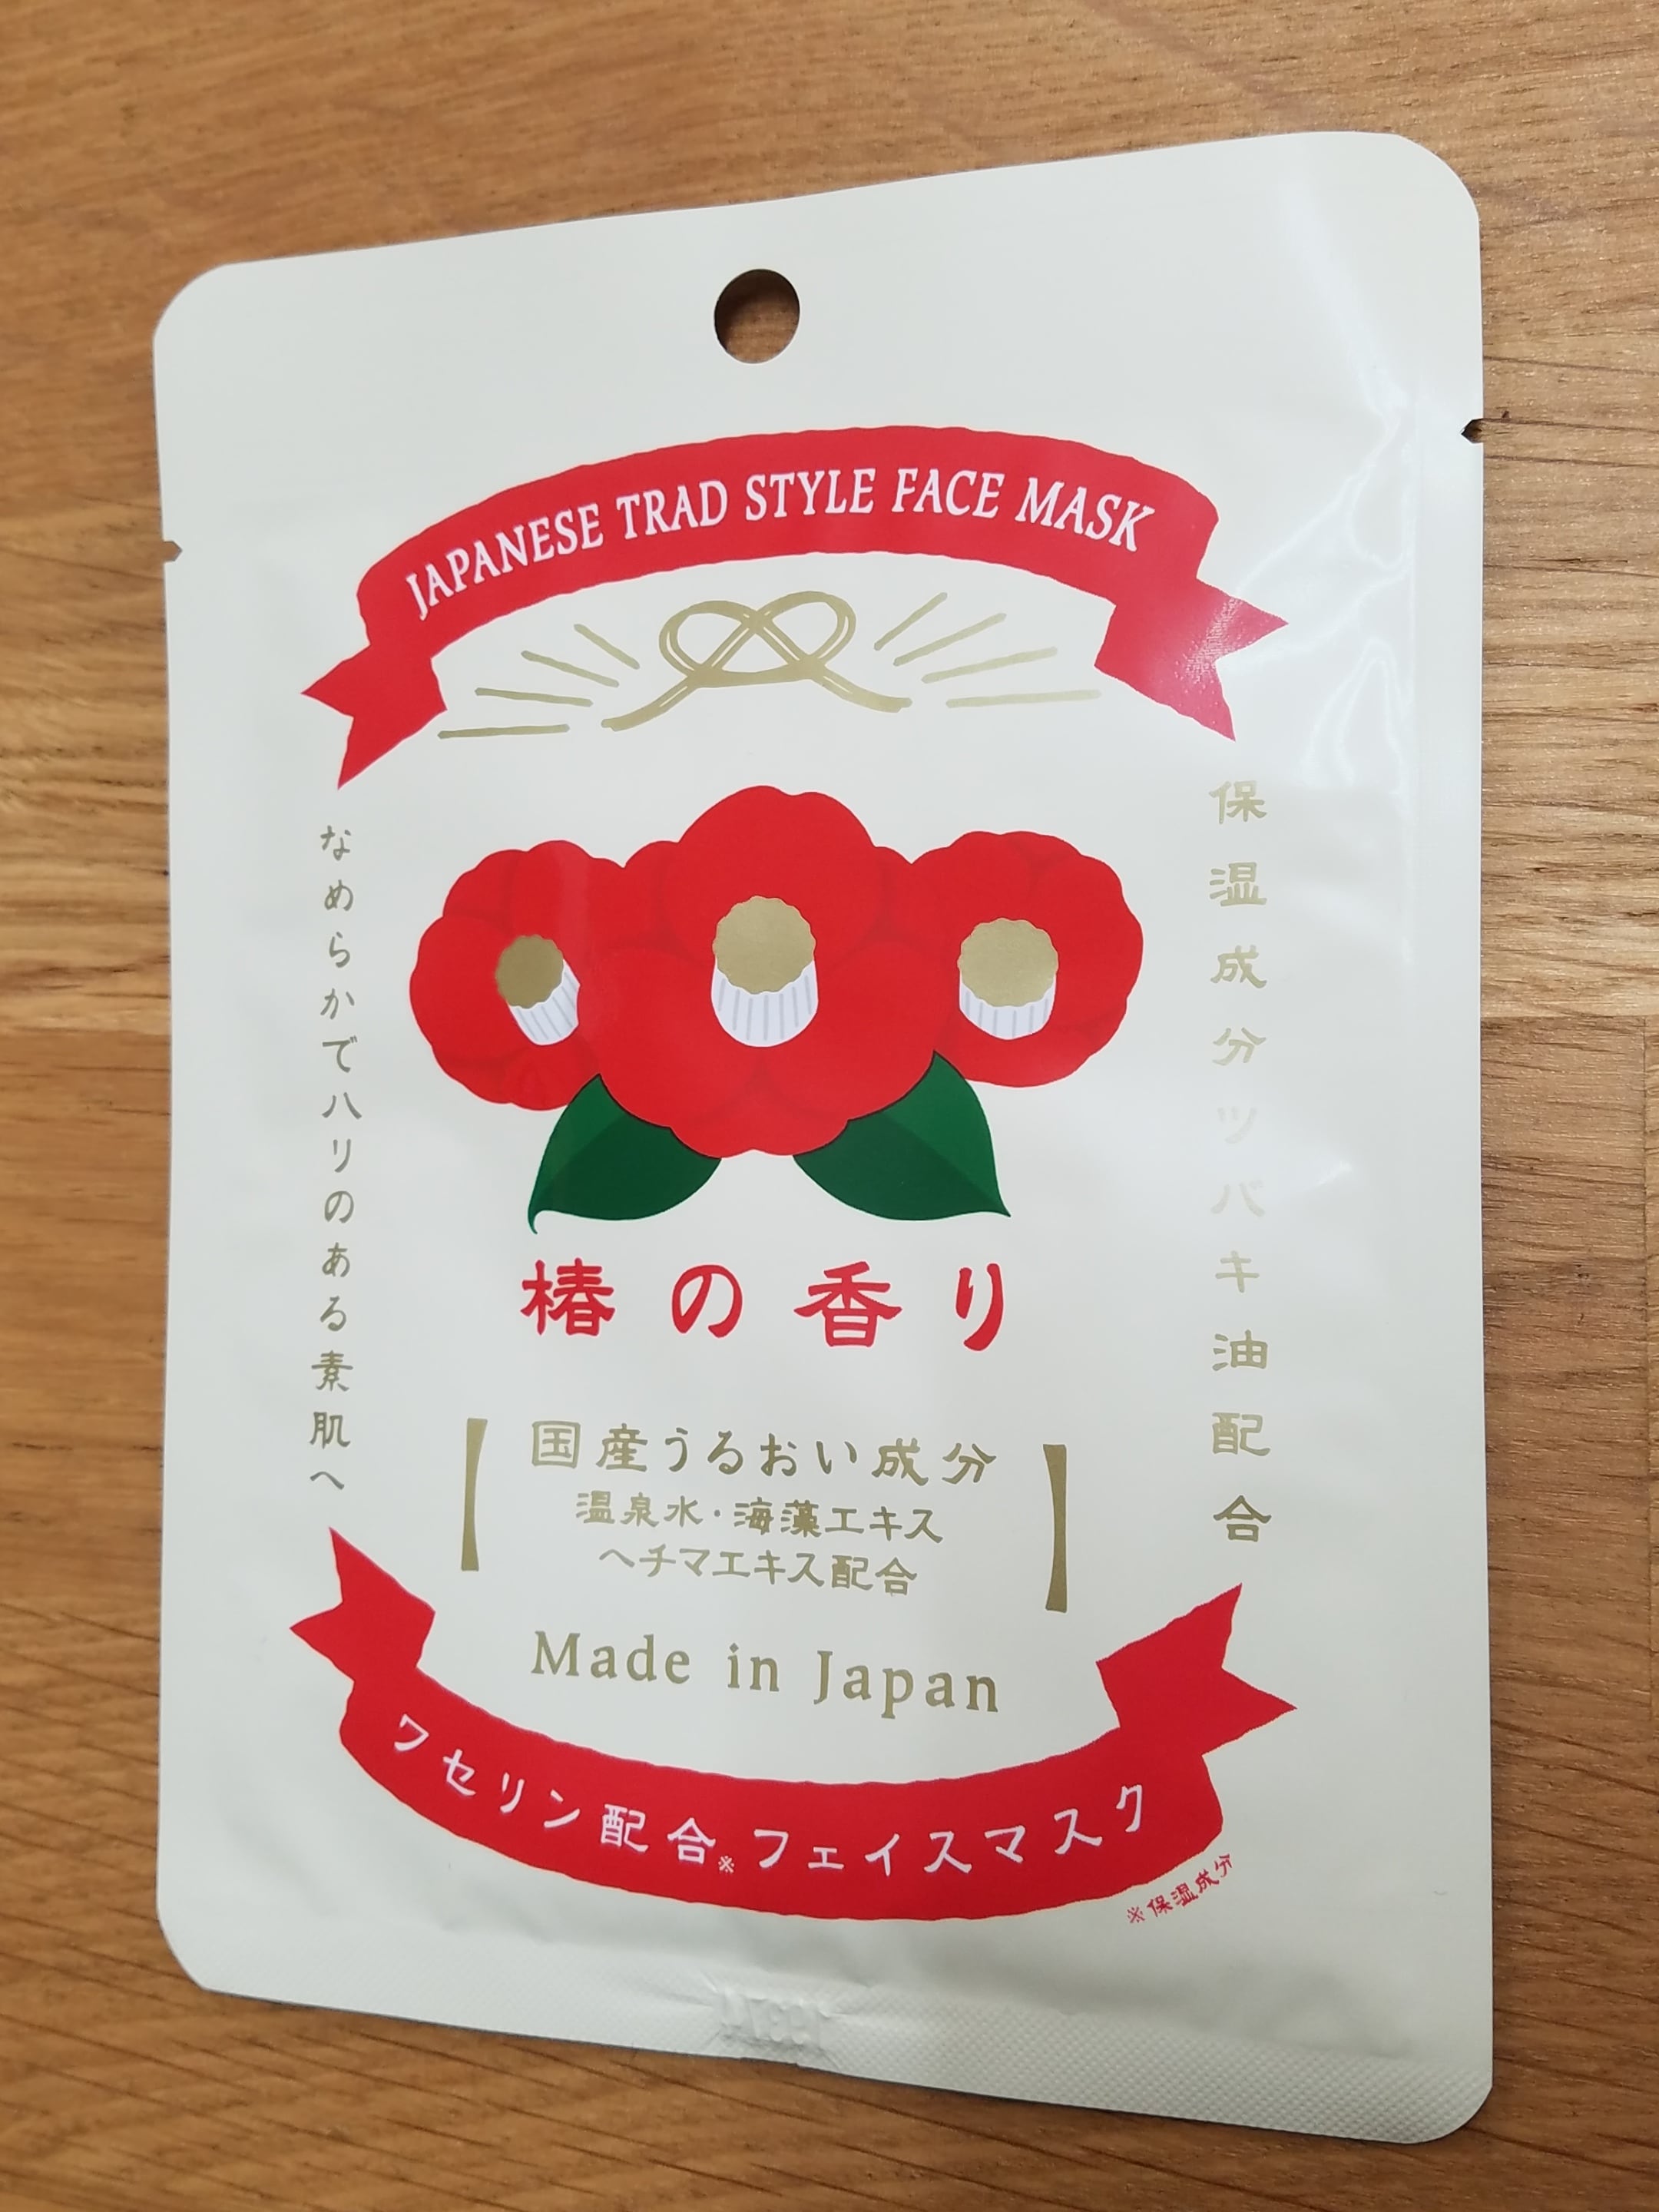 JAPANESE TRAD STYLE FACE MASK
保温成分ツバキ油配合
なめらかでハリのある素肌へ
椿の香り
国産うるおい成分
温泉水・海藻エキス
ヘチマエキス配合
Made in Japan
ワセリン配合※フェイスマスク
※保温成分